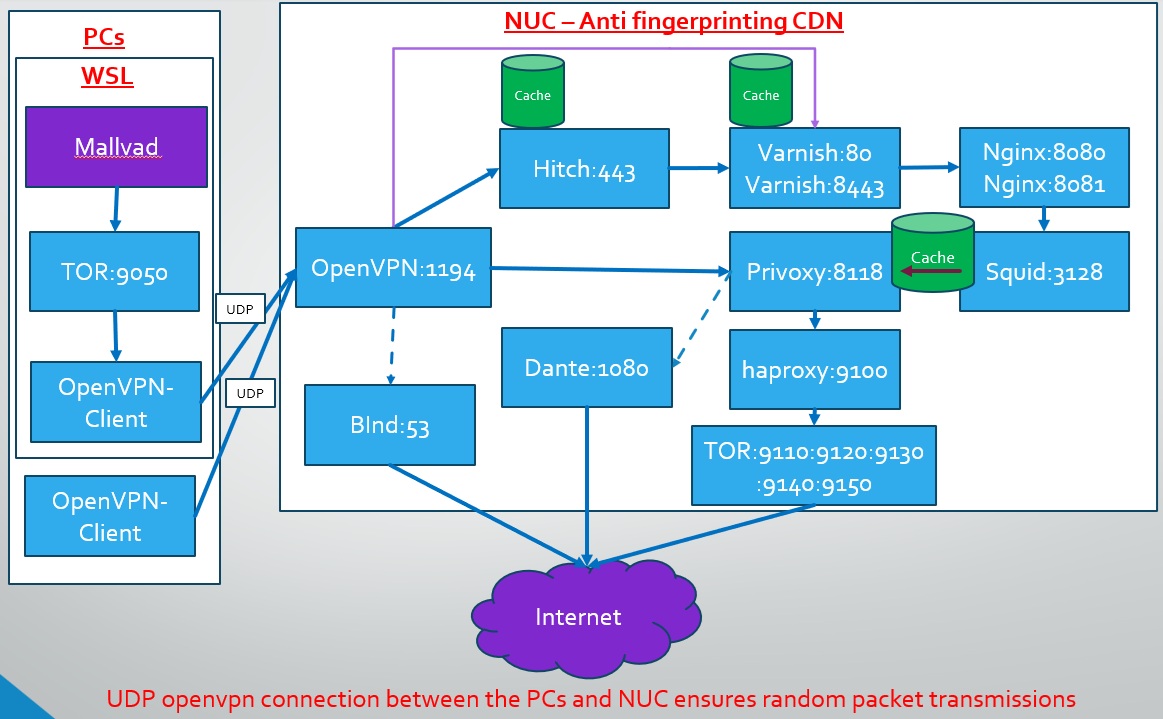 PCs
WSL
Mallvad
TOR:9050
OpenVPN-
Client
OpenVPN-
Client
UDP
UDP
NUC – Anti fingerprinting CDN
Cache
Cache
Hitch:443
Varnish:80
Varnish:8443
Nginx:8080
Nginx:8081
OpenVPN:1194
Privoxy:8118
Cache
Squid:3128
Dante:1080
haproxy:9100
BInd:53
TOR:9110:9120:9130
:9140:9150
Internet
UDP openvpn connection between the PCs and NUC ensures random packet transmissions